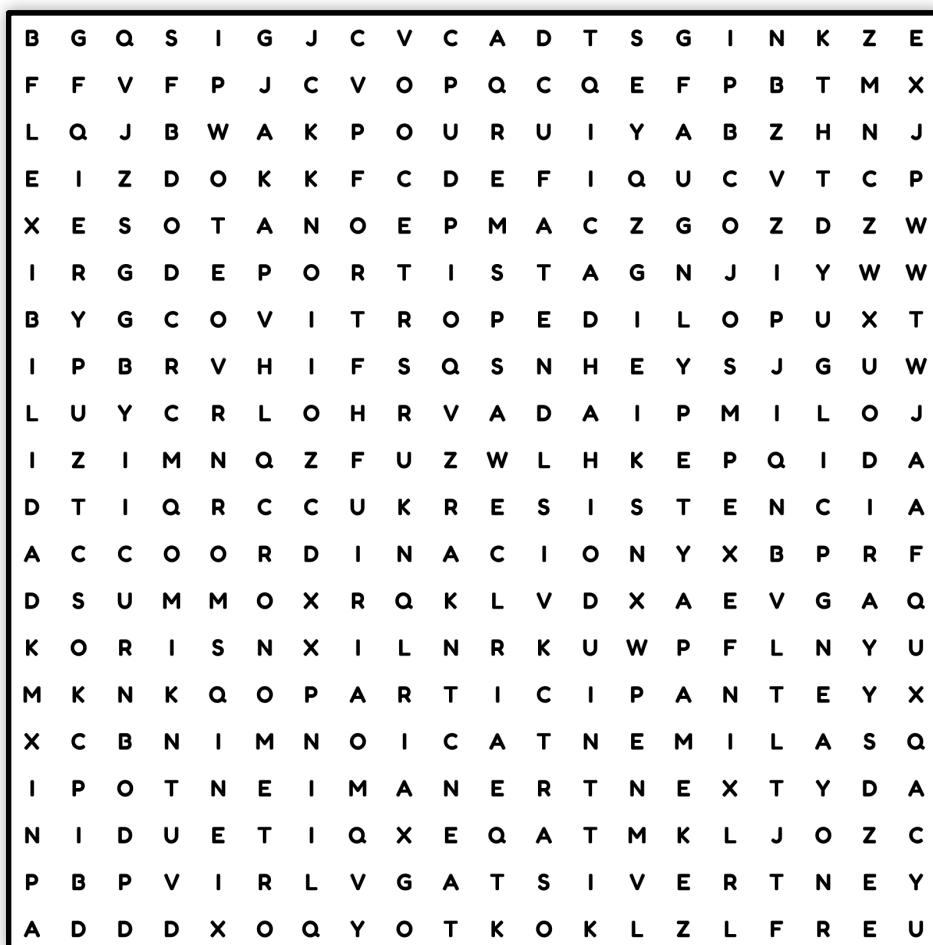 B G Q S I G J C V C A D T S G I N K Z E
F F V F P J C V O P Q C Q E F P B T M X
L Q J B W A K P O U R U I Y A B Z H N J
E I Z D O K K F C D E F I Q U C V T C P
X E S O T A N O E P M A C Z G O Z D Z W
I R G D E P O R T I S T A G N J I Y W W
B Y G C O V I T R O P E D I L O P U X T
I P B R V H I F S Q S N H E Y S J G U W
L U Y C R L O H R V A D A I P M I L O J
I Z I M N Q Z F U Z W L H K E P Q I D A
D T I Q R C C U K R E S I S T E N C I A
A C C O O R D I N A C I O N Y X B P R F
D S U M M O X R Q K L V D X A E V G A Q
K O R I S N X I L N R K U W P F L N Y U
M K N K Q O P A R T I C I P A N T E Y X
X C B N I M N O I C A T N E M I L A S Q
I P O T N E I M A N E R T N E X T Y D A
N I D U E T I Q X E Q A T M K L J O Z C
P B P V I R L V G A T S I V E R T N E Y
A D D D X O Q Y O T K O K L Z L F R E U